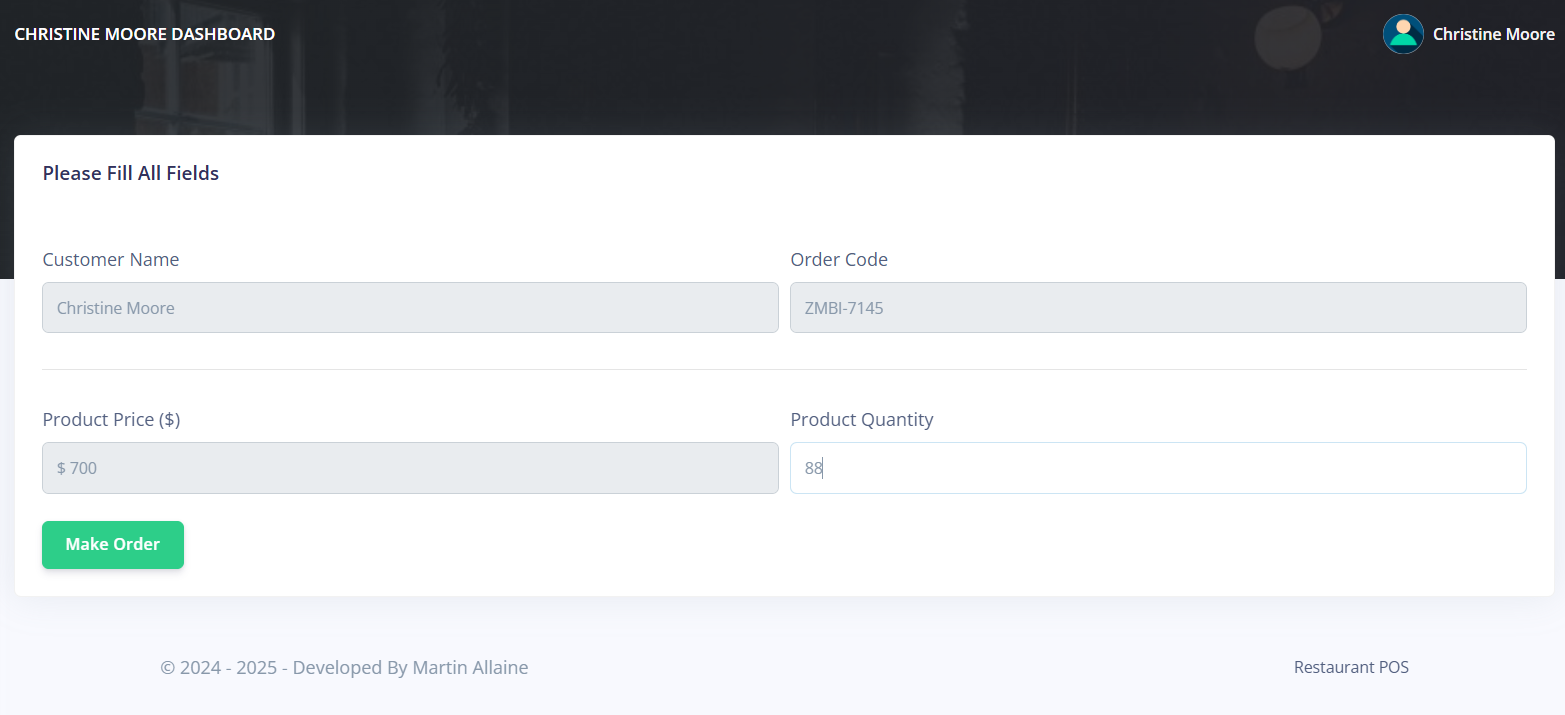 CHRISTINE MOORE DASHBOARD
Christine Moore
Please Fill All Fields
Customer Name
Order Code
Christine Moore
ZMBI-7145
Product Price ($)
Product Quantity
$ 700
88
Make Order
© 2024 - 2025 - Developed By Martin Allaine
Restaurant POS